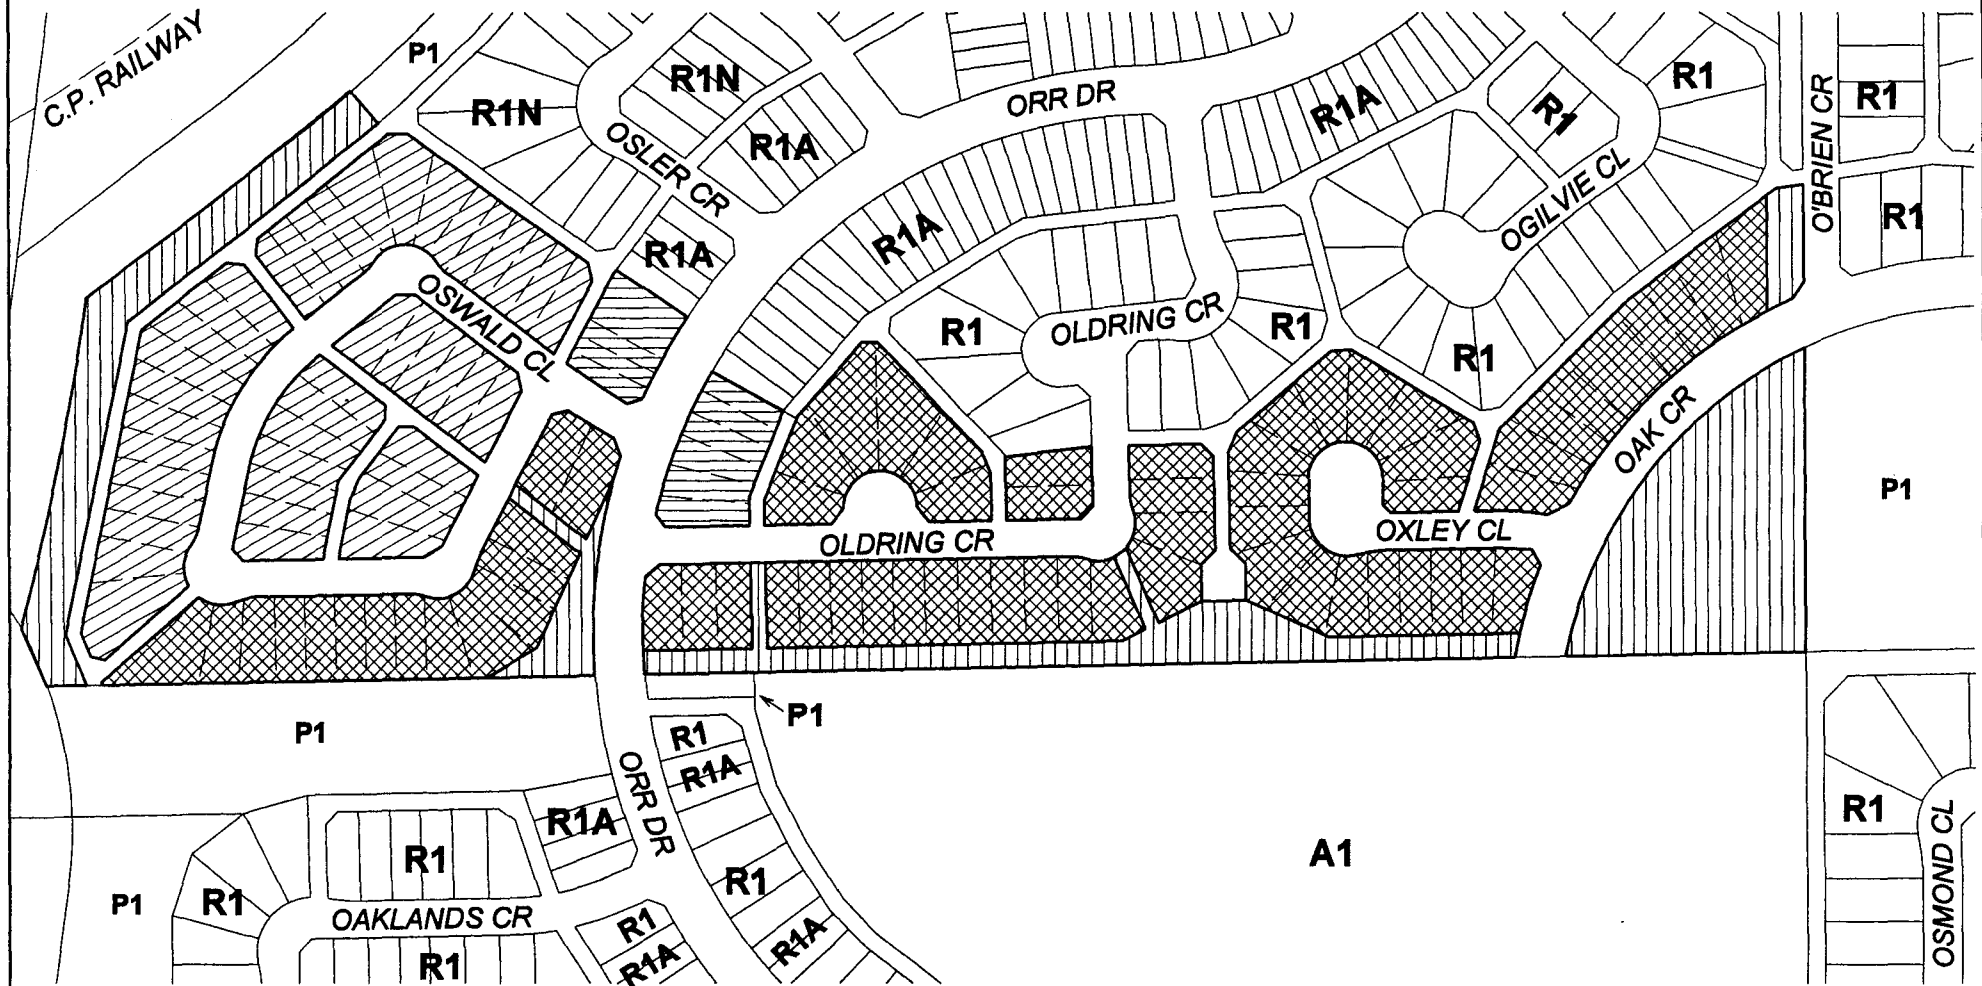 C.P. RAILWAY
P1
R1N
R1N
OSLER CR
R1A
R1A
ORR DR
R1A
R1A
R1
R1
OGILVIE CL
O'BRIEN CR
R1
R1
OSWALD CL
R1
OLDRING CR
R1
R1
OAK CR
P1
OLDRING CR
OXLEY CL
P1
P1
R1
R1A
ORR DR
R1A
R1
R1
P1
R1
OAKLANDS CR
R1
R1
R1A
R1A
A1
R1
OSMOND CL